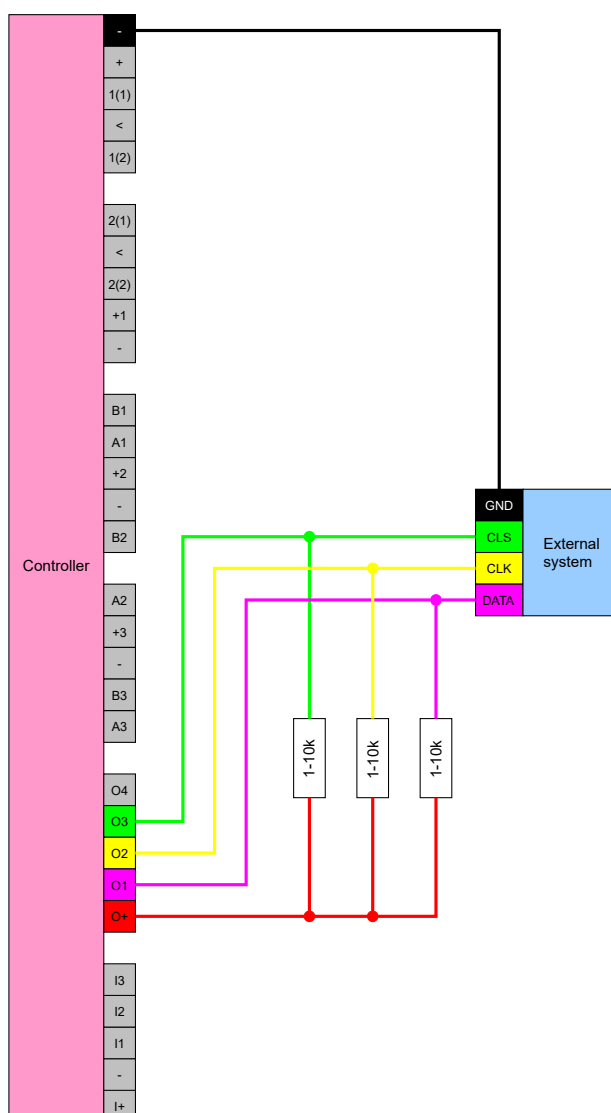 -
+
1(1)
<
1(2)
2(1)
<
2(2)
+1
-
B1
A1
+2
-
B2
Controller
A2
+3
-
B3
A3
O4
O3
O2
O1
O+
I3
I2
I1
-
I+
GND
CLS
CLK
DATA
External
system
1-10k
1-10k
1-10k